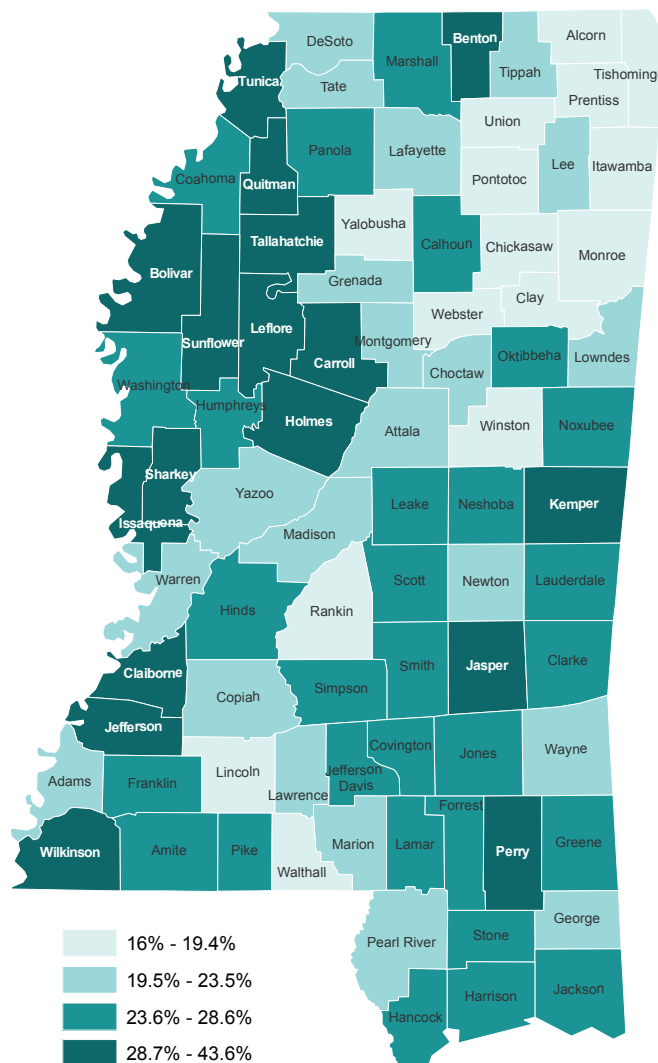 DeSoto
Marshall
Benton
Alcorn
Tippah
Tishoming
Tunica
Tate
Prentiss
Union
Panola
Lafayette
Lee
Itawamba
Coahoma
Quitman
Pontotoc
Yalobusha
Tallahatchie
Calhoun
Chickasaw
Monroe
Bolivar
Grenada
Clay
Webster
Leflore
Sunflower
Montgomery
Carroll
Oktibbeha
Lowndes
Choctaw
Washington
Humphreys
Holmes
Attala
Winston
Noxubee
Sharkey
Yazoo
Leake
Neshoba
Kemper
Issaquena
Madison
Warren
Scott
Newton
Lauderdale
Hinds
Rankin
Claiborne
Smith
Jasper
Clarke
Copiah
Simpson
Jefferson
Covington
Jones
Wayne
Adams
Franklin
Lincoln
Jefferson
Davis
Lawrence
Forrest
Wilkinson
Amite
Pike
Walthall
Marion
Lamar
Perry
Greene
George
Pearl River
Stone
Hancock
Harrison
Jackson
16% - 19.4%
19.5% - 23.5%
23.6% - 28.6%
28.7% - 43.6%